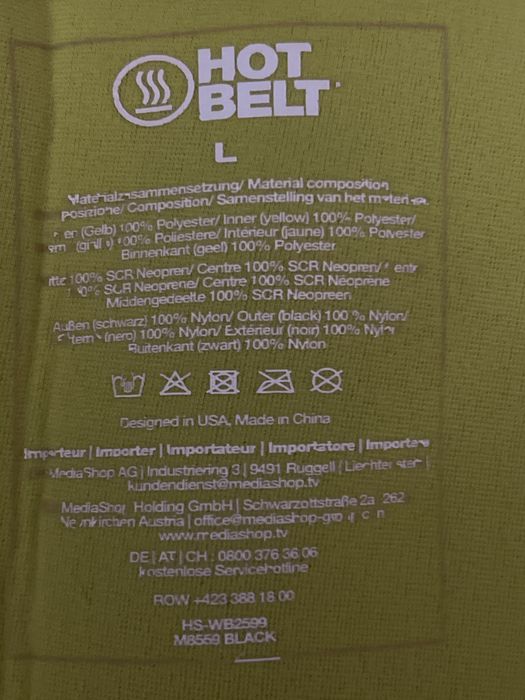 HOT
BELT
L
Materialzusammensetzung/ Material composition
posizione/ Composition/ Samenstelling van het
(Gelb) 100% Polyester/ Inner (yellow) 100% Polyester/
100% Poliestere/ Intérieur (jaune) 100% Polyester
Binnenkant (geel) 100% Polyester
100% SCR Neopren/ Centre 100% SCR Neopren/
SCR Neoprene/ Centre 100% SCR Néoprène
Middengedeelte 100% SCR Neopreen
Außen (schwarz) 100% Nylon/ Outer (black) 100 % Nylon/
(nero) 100% Nylon/ Extérieur (noir) 100% Nylon
Buitenkant (zwart) 100% Nylon
Designed in USA, Made in China
Importeur | Importer | Importateur | Importatore | Importeur
MediaShop AG | Industriering 3 | 9491 Ruggell |
kundendienst@mediashop.tv
MediaShop Holding GmbH | Schwarzottstraße 2a
Neunkirchen Austria |
www.mediashop.tv
DE | AT | CH : 0800 376 36 06
kostenlose Servicehotline
ROW +423 388 18 00
HS-WB2599
M8559 BLACK